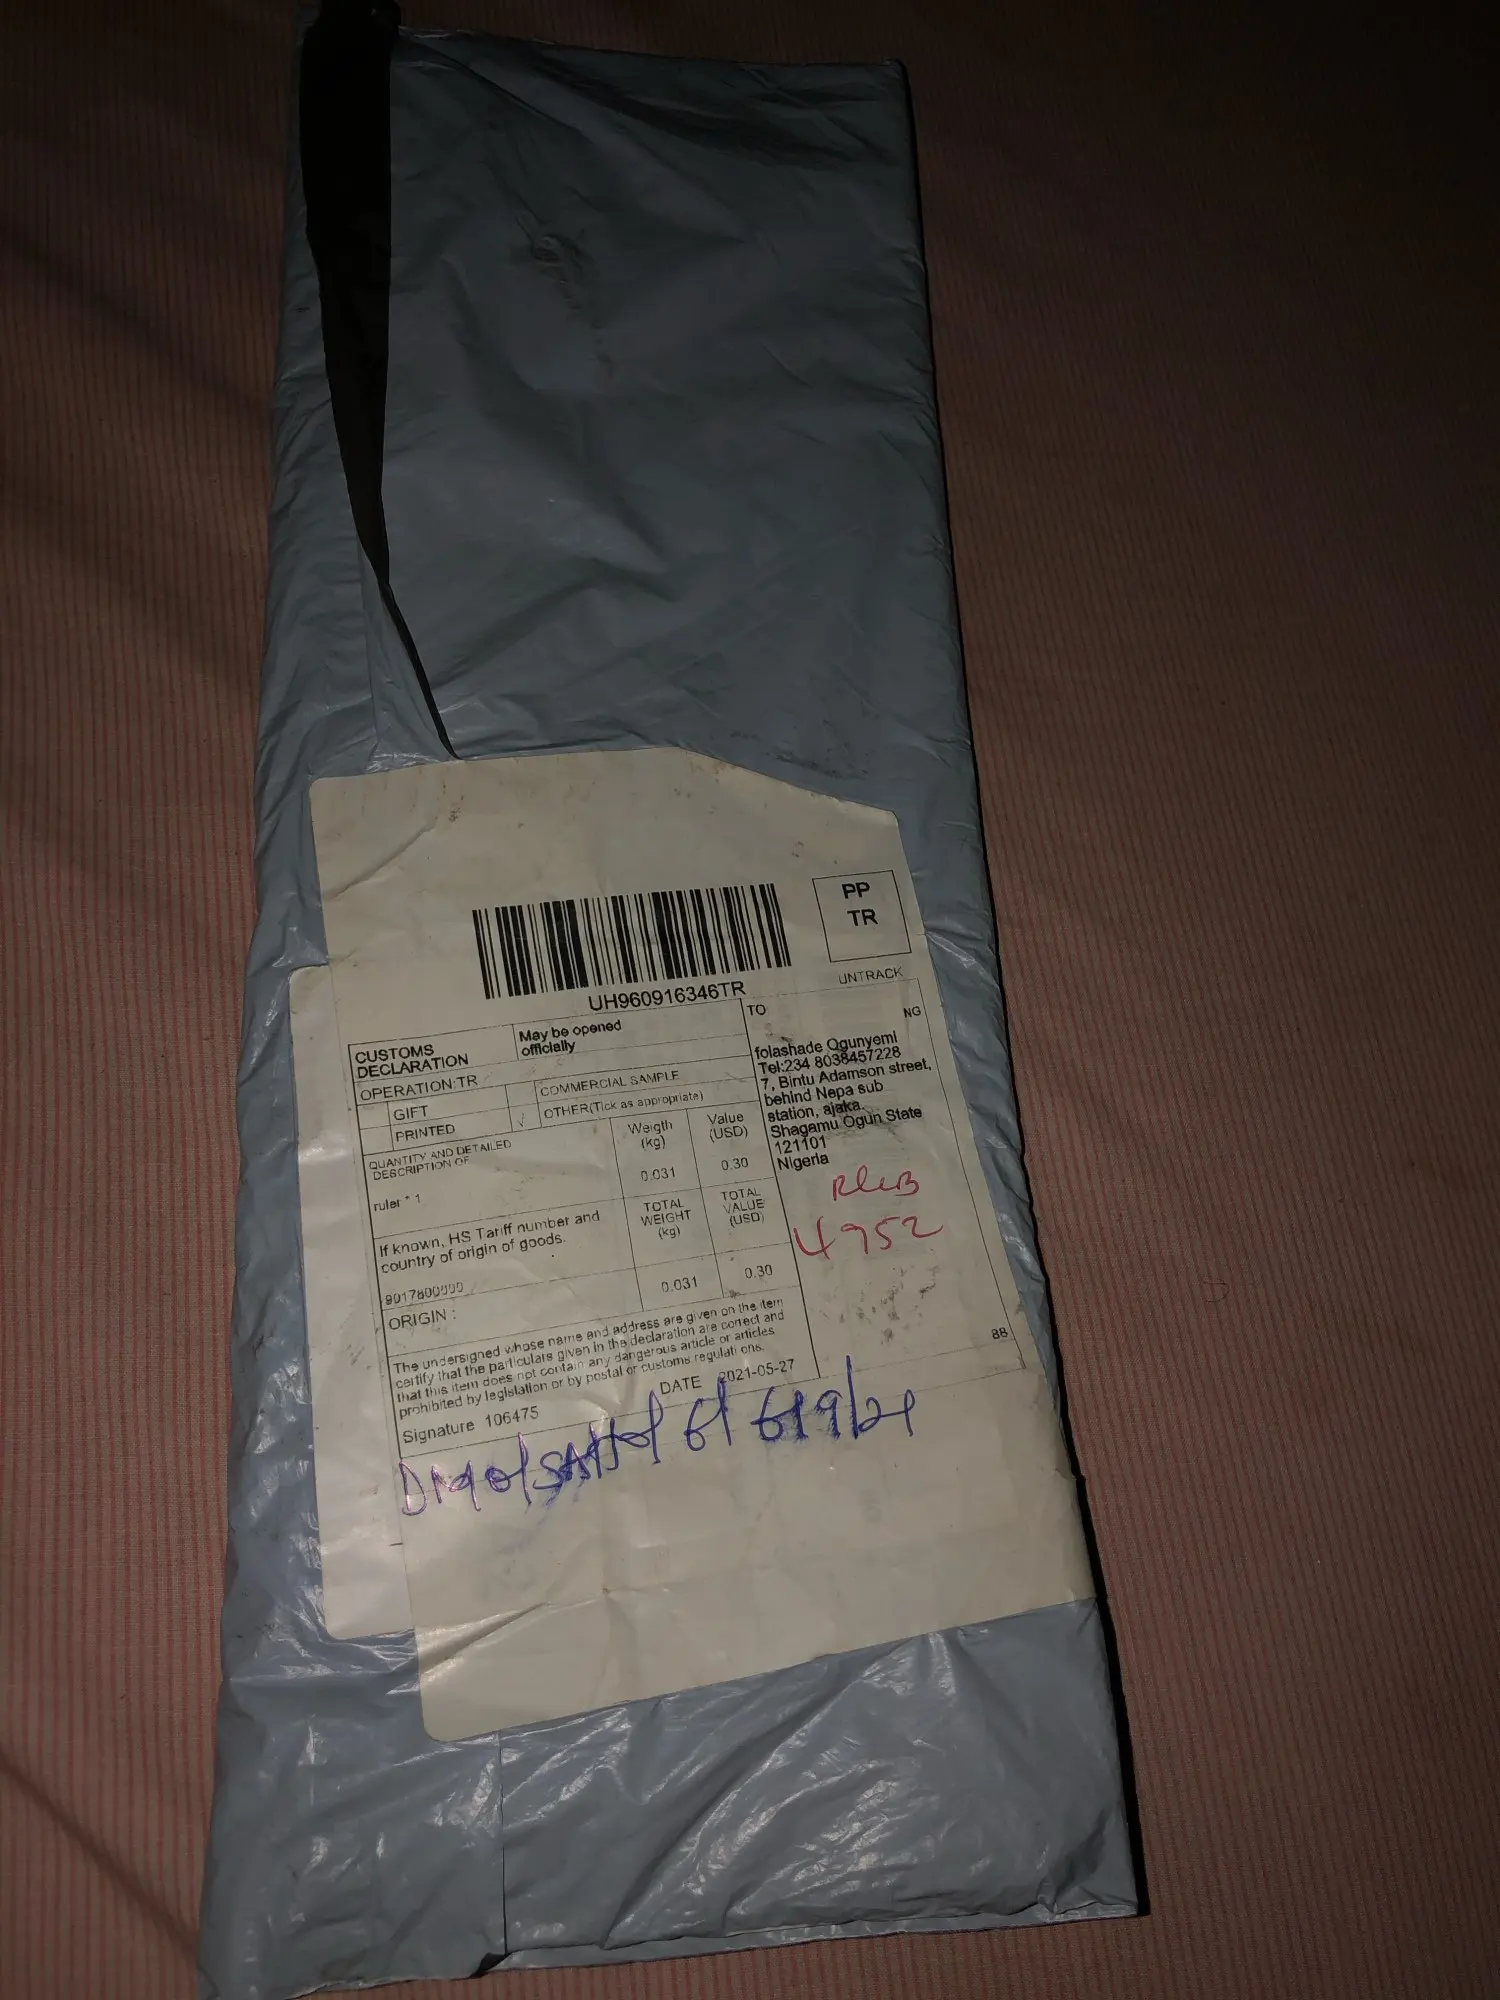 PP
TR
UH960916346TR
UNTRACK
CUSTOMS
DECLARATION
May be opened
officially
OPERATION:TR
GIFT
COMMERCIAL SAMPLE
PRINTED
√
OTHER(Tick as appropriate)
QUANTITY AND DETAILED
DESCRIPTION OF
Weigth
(kg)
Value
(USD)
ruler * 1
0.031
0.30
If known, HS Tariff number and
country of origin of goods.
TOTAL
WEIGHT
(kg)
TOTAL
VALUE
(USD)
9017800000
0.031
0.30
ORIGIN :
The undersigned whose name and address are given on the item
certify that the particulars given in the declaration are correct and
that this item does not contain any dangerous article or articles
prohibited by legislation or by postal or customs regulati ons.
Signature 106475
DATE 2021-05-27
TO
NG
folashade Ogunyemi
Tel:234 8038457228
7, Bintu Adamson street,
behind Nepa sub
station, ajaka.
Shagamu Ogun State
121101
Nigeria
4952
88